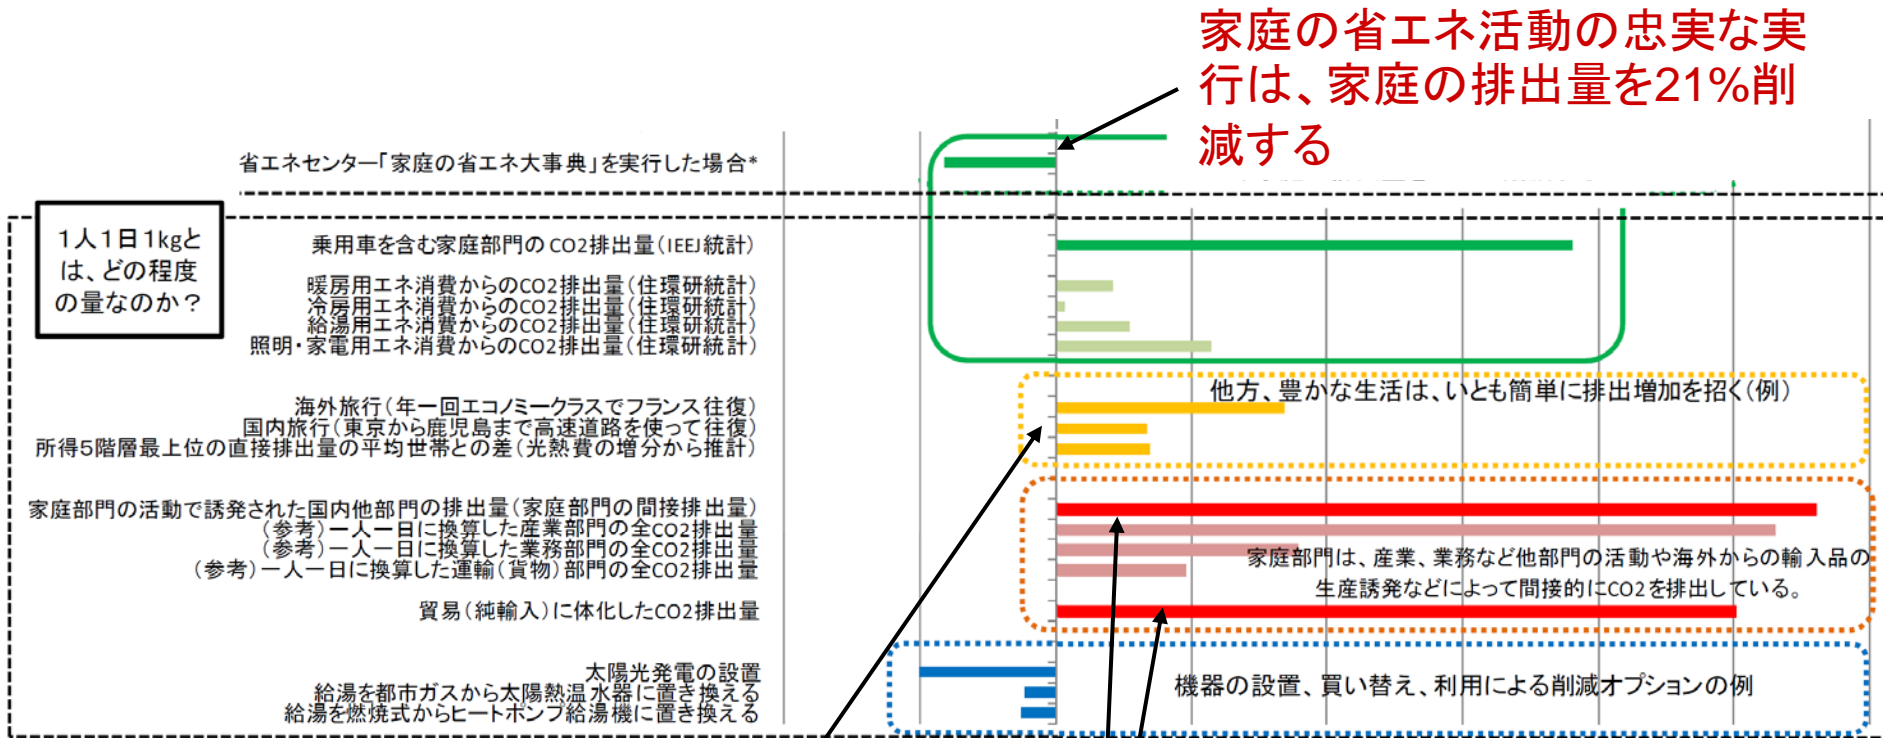 家庭の省エネ活動の忠実な実
行は、家庭の排出量を21%削
減する
省エネセンター「家庭の省エネ大事典」を実行した場合*
1人1日1kgと
は、どの程度
の量なのか？
乗用車を含む家庭部門のCO2排出量（IEEJ統計）
暖房用エネ消費からのCO2排出量（住環研統計）
冷房用エネ消費からのCO2排出量（住環研統計）
給湯用エネ消費からのCO2排出量（住環研統計）
照明・家電用エネ消費からのCO2排出量（住環研統計）
他方、豊かな生活は、いとも簡単に排出増加を招く（例）
海外旅行（年一回エコノミークラスでフランス往復）
国内旅行（東京から鹿児島まで高速道路を使って往復）
所得5階層最上位の直接排出量の平均世帯との差（光熱費の増分から推計）
家庭部門の活動で誘発された国内他部門の排出量（家庭部門の間接排出量）
（参考）一人一日に換算した産業部門の全CO2排出量
（参考）一人一日に換算した業務部門の全CO2排出量
（参考）一人一日に換算した運輸（貨物）部門の全CO2排出量
家庭部門は、産業、業務など他部門の活動や海外からの輸入品の
生産誘発などによって間接的にCO2を排出している。
貿易（純輸入）に体化したCO2排出量
太陽光発電の設置
給湯を都市ガスから太陽熱温水器に置き換える
給湯を燃焼式からヒートポンプ給湯機に置き換える
機器の設置、買い替え、利用による削減オプションの例